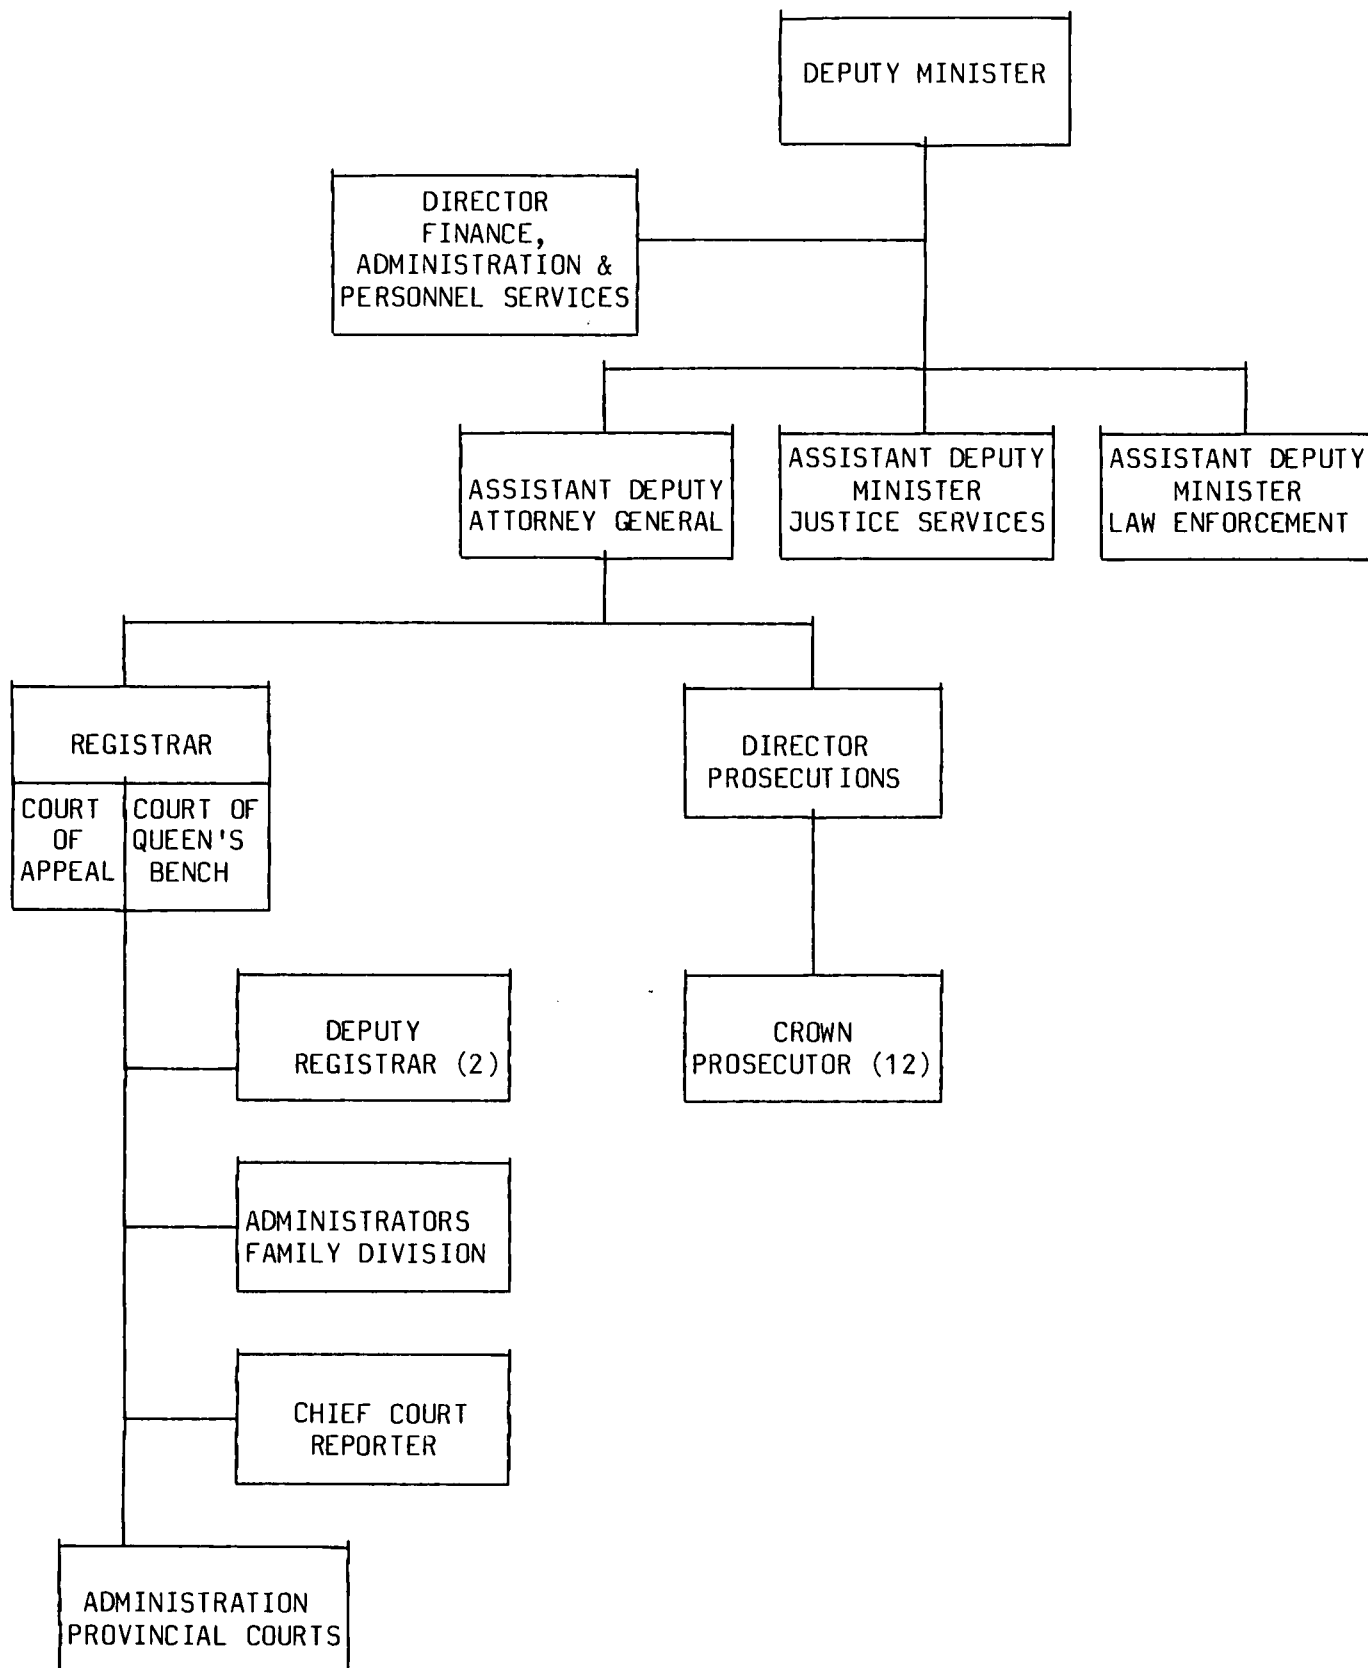 DEPUTY MINISTER
DIRECTOR
FINANCE,
ADMINISTRATION &
PERSONNEL SERVICES
ASSISTANT DEPUTY
ATTORNEY GENERAL
ASSISTANT DEPUTY
MINISTER
JUSTICE SERVICES
ASSISTANT DEPUTY
MINISTER
LAW ENFORCEMENT
REGISTRAR
COURT
OF
APPEAL
COURT OF
QUEEN'S
BENCH
DIRECTOR
PROSECUTIONS
DEPUTY
REGISTRAR (2)
CROWN
PROSECUTOR (12)
ADMINISTRATORS
FAMILY DIVISION
CHIEF COURT
REPORTER
ADMINISTRATION
PROVINCIAL COURTS